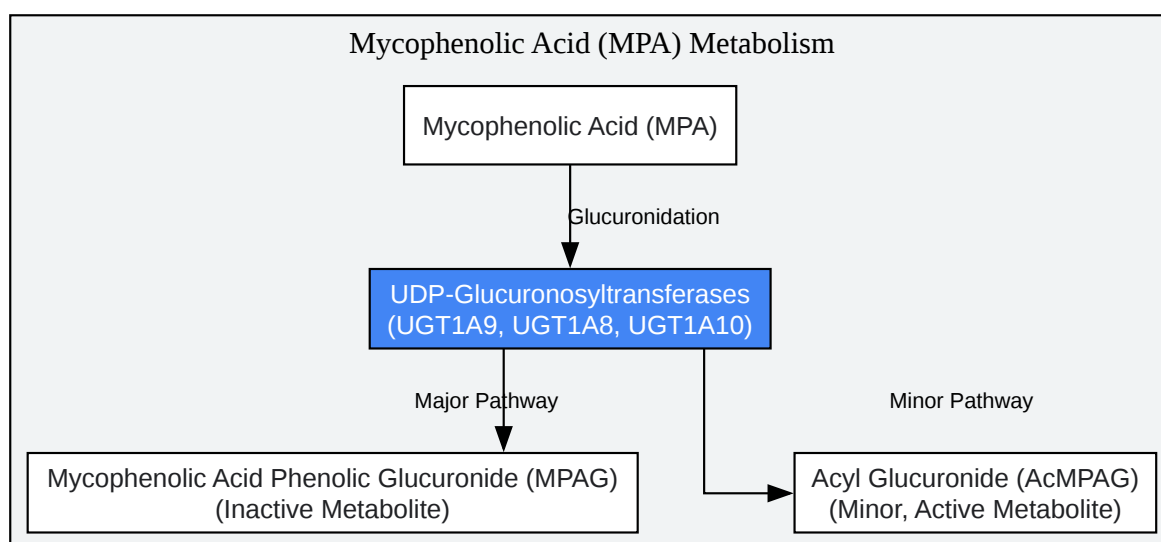 Mycophenolic Acid (MPA) Metabolism
Mycophenolic Acid (MPA)
Glucuronidation
UDP-Glucuronosyltransferases
(UGT1A9, UGT1A8, UGT1A10)
Major Pathway
Minor Pathway
Mycophenolic Acid Phenolic Glucuronide (MPAG)
(Inactive Metabolite)
Acyl Glucuronide (AcMPAG)
(Minor, Active Metabolite)